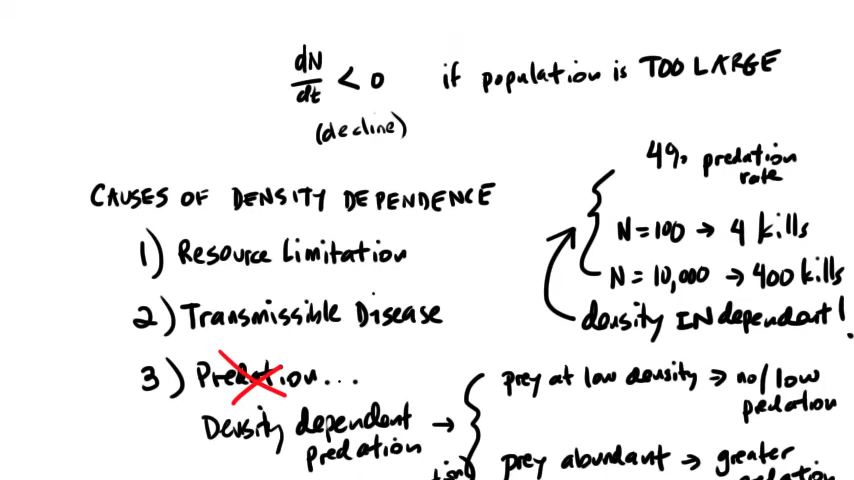 dN/dt < 0 if population is TOO LARGE
(decline)
4% predation
rate
CAUSES OF DENSITY DEPENDENCE
N=100 → 4 kills
1) Resource Limitation
N=10,000 → 400 kills
2) Transmissible Disease
density INdependant!
3) Predation...
prey at low density → no/low
predation
Density dependent →
predation
prey abundant → greater